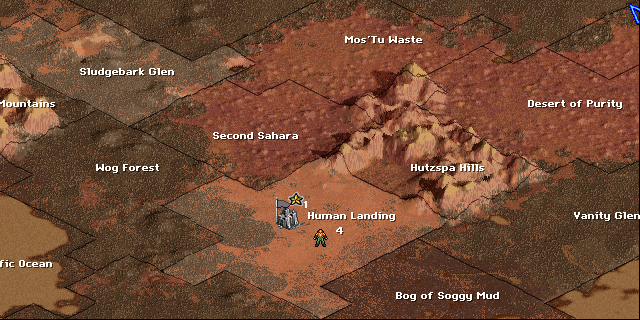 Mos'Tu Waste
Sludgebark Glen
Mountains
Desert of Purity
Second Sahara
Wog Forest
Hutzspa Hills
1
Human Landing
Vanity Glen
4
fic Ocean
Bog of Soggy Mud